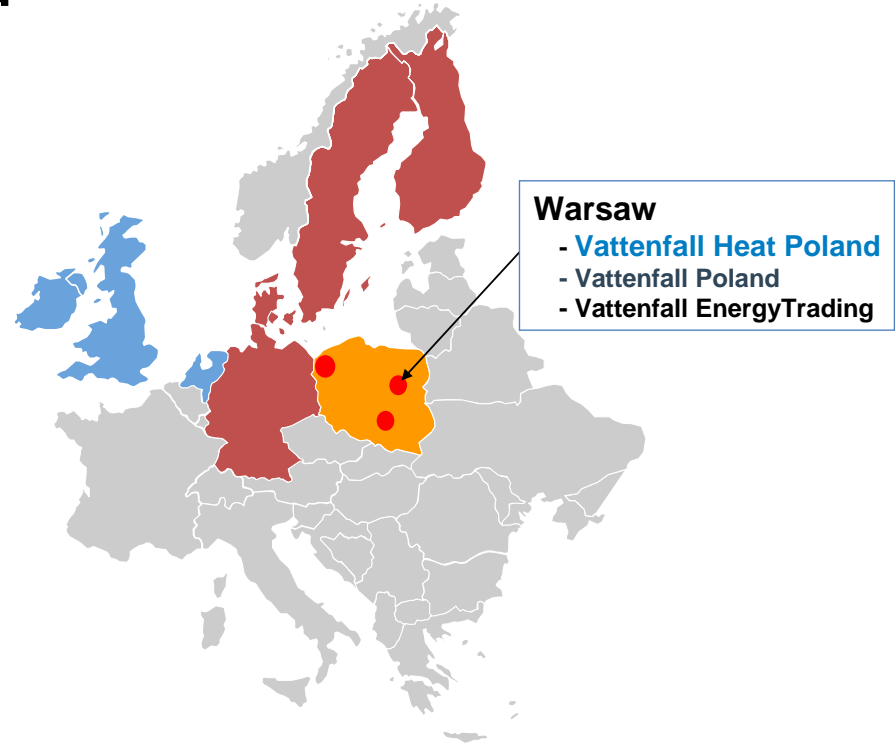 Warsaw
- Vattenfall Heat Poland
- Vattenfall Poland
- Vattenfall EnergyTrading